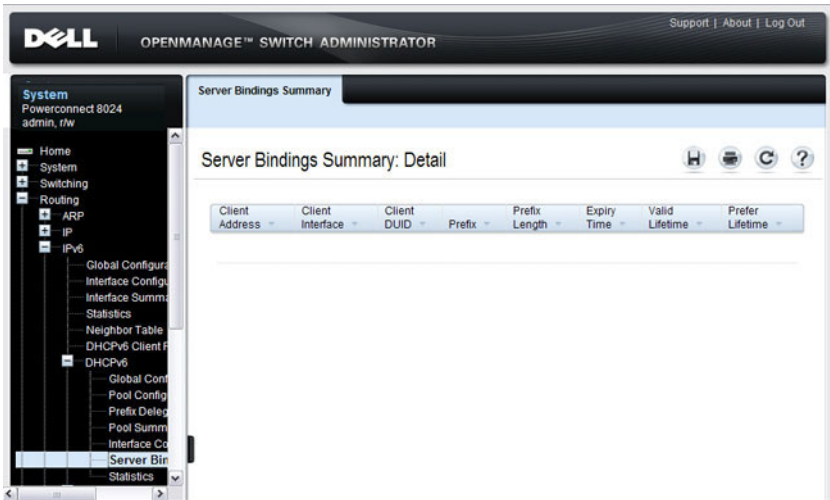 DELL
OPENMANAGE™ SWITCH ADMINISTRATOR
Support | About | Log Out
System
Powerconnect 8024
admin, r/w
Home
System
Switching
Routing
ARP
IP
IPv6
Global Configura
Interface Configu
Interface Summa
Statistics
Neighbor Table
DHCPv6 Client P
DHCPv6
Global Conf
Pool Config
Prefix Deleg
Pool Summ
Interface Co
Server Bin
Statistics
Server Bindings Summary
Server Bindings Summary: Detail
?
Client Address
Client Interface
Client DUID
Prefix
Prefix Length
Expiry Time
Valid Lifetime
Prefer Lifetime